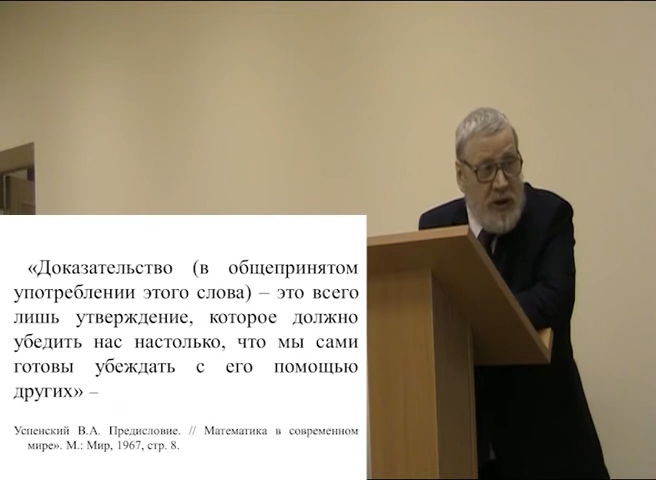 «Доказательство (в общепринятом
употреблении этого слова) – это всего
лишь утверждение, которое должно
убедить нас настолько, что мы сами
готовы убеждать с его помощью
других» –
Успенский В.А. Предисловие. // Математика в современном
мире». М.: Мир, 1967, стр. 8.